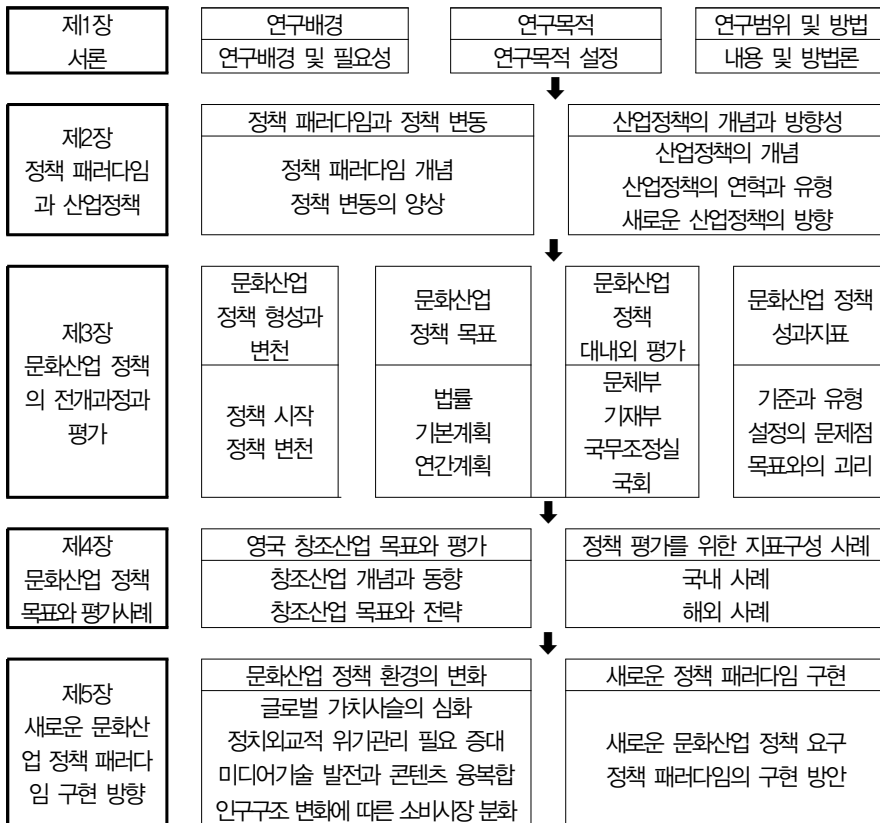 제1장
서론
연구배경
연구배경 및 필요성
연구목적
연구목적 설정
연구범위 및 방법
내용 및 방법론
제2장
정책 패러다임
과 산업정책
정책 패러다임과 정책 변동
정책 패러다임 개념
정책 변동의 양상
산업정책의 개념과 방향성
산업정책의 개념
산업정책의 연혁과 유형
새로운 산업정책의 방향
제3장
문화산업 정책
의 전개과정과
평가
문화산업
정책 형성과
변천
정책 시작
정책 변천
문화산업
정책 목표
법률
기본계획
연간계획
문화산업
정책
대내외 평가
문체부
기재부
국무조정실
국회
문화산업 정책
성과지표
기준과 유형
설정의 문제점
목표와의 괴리
제4장
문화산업 정책
목표와 평가사례
영국 창조산업 목표와 평가
창조산업 개념과 동향
창조산업 목표와 전략
정책 평가를 위한 지표구성 사례
국내 사례
해외 사례
제5장
새로운 문화산
업 정책 패러다
임 구현 방향
문화산업 정책 환경의 변화
글로벌 가치사슬의 심화
정치외교적 위기관리 필요 증대
미디어기술 발전과 콘텐츠 융복합
인구구조 변화에 따른 소비시장 분화
새로운 정책 패러다임 구현
새로운 문화산업 정책 요구
정책 패러다임의 구현 방안